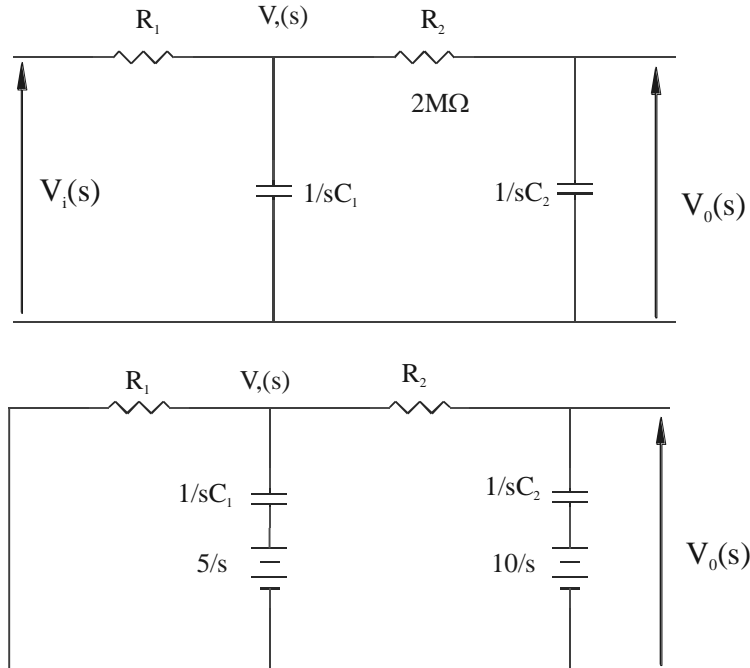 R₁ V,(s) R₂
2MΩ
Vᵢ(s) 1/sC₁ 1/sC₂ V₀(s)
R₁ V,(s) R₂
1/sC₁ 1/sC₂
5/s 10/s V₀(s)